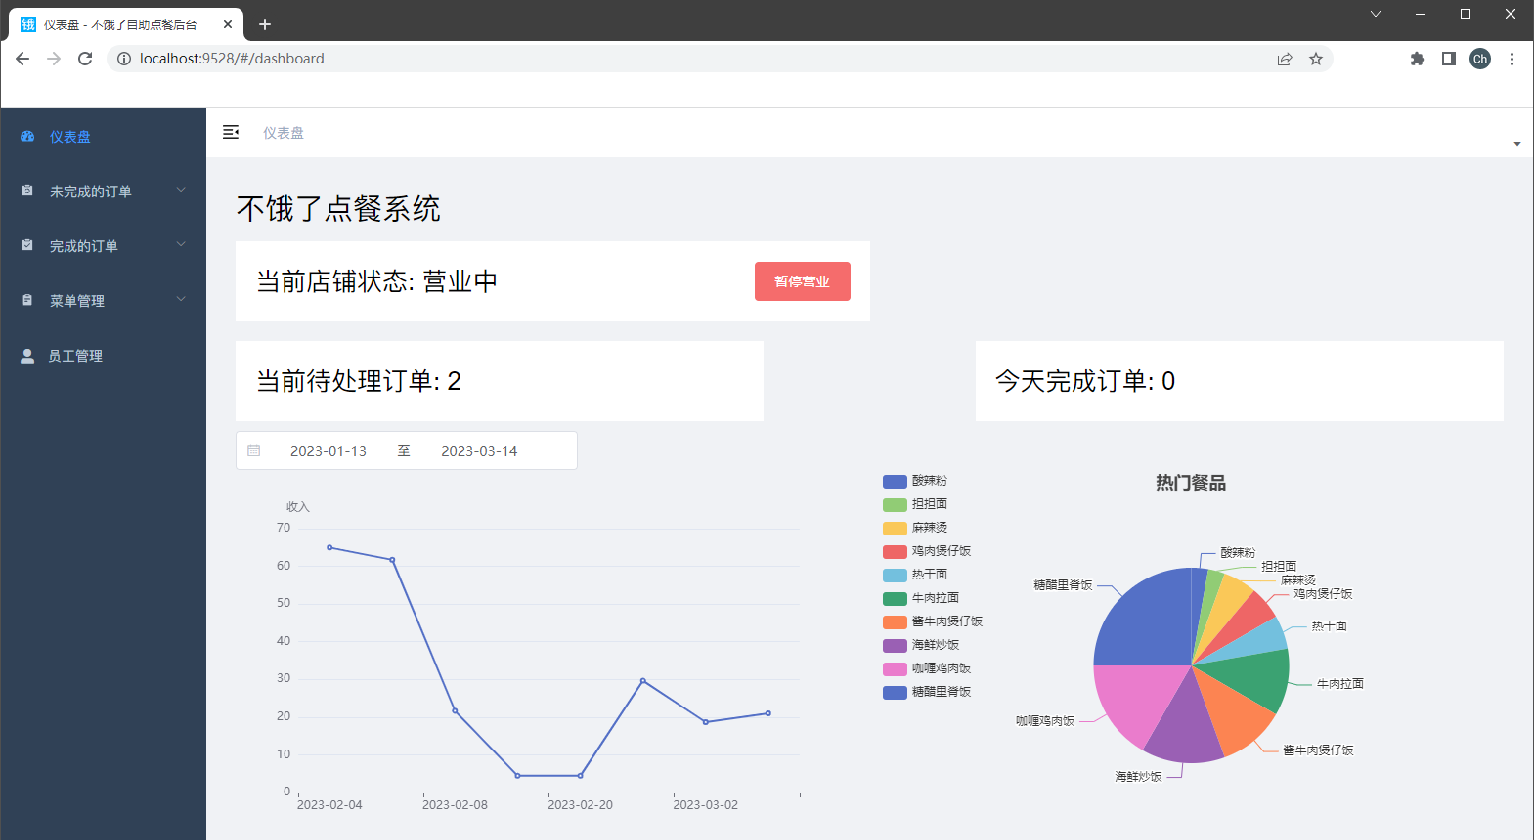 仪表盘 - 不饿了自助点餐后台
localhost:9528/#/dashboard
Ch
仪表盘
未完成的订单
完成的订单
菜单管理
员工管理
仪表盘
不饿了点餐系统
当前店铺状态: 营业中
暂停营业
当前待处理订单: 2
今天完成订单: 0
2023-01-13 至 2023-03-14
收入
70
60
50
40
30
20
10
0
2023-02-04
2023-02-08
2023-02-20
2023-03-02
酸辣粉
担担面
麻辣烫
鸡肉煲仔饭
热干面
牛肉拉面
酱牛肉煲仔饭
海鲜炒饭
咖喱鸡肉饭
糖醋里脊饭
热门餐品
酸辣粉
担担面
麻辣烫
鸡肉煲仔饭
热干面
牛肉拉面
酱牛肉煲仔饭
海鲜炒饭
咖喱鸡肉饭
糖醋里脊饭